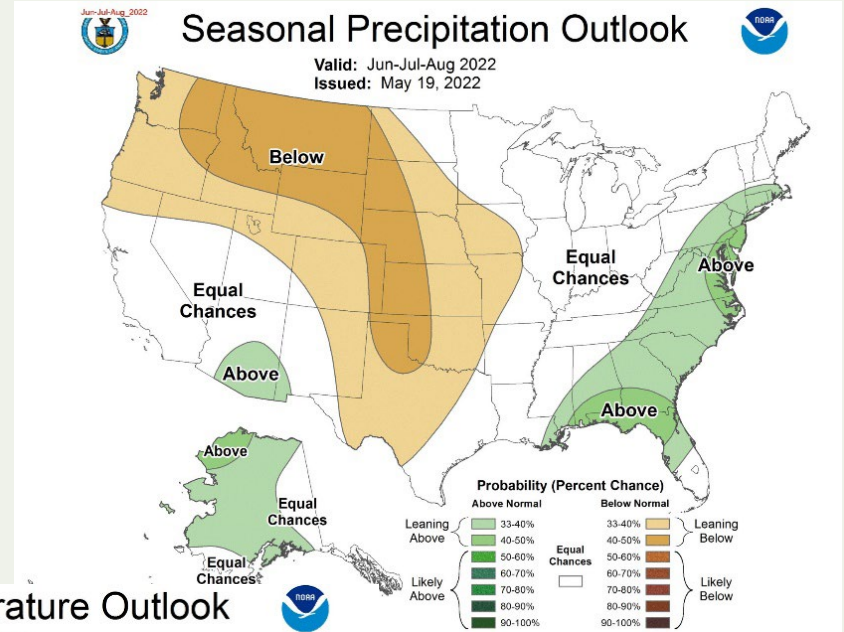 Jun-Jul-Aug 2022
Seasonal Precipitation Outlook
NOAA
Valid: Jun-Jul-Aug 2022
Issued: May 19, 2022
Below
Equal
Chances
Above
Equal
Chances
Above
Above
Above
Equal
Chances
Equal
Chances
Probability (Percent Chance)
Above Normal
Below Normal
Leaning
Above
33-40%
40-50%
50-60%
60-70%
70-80%
80-90%
90-100%
Likely
Above
Equal
Chances
33-40%
40-50%
50-60%
60-70%
70-80%
80-90%
90-100%
Leaning
Below
Likely
Below
rature Outlook
NOAA